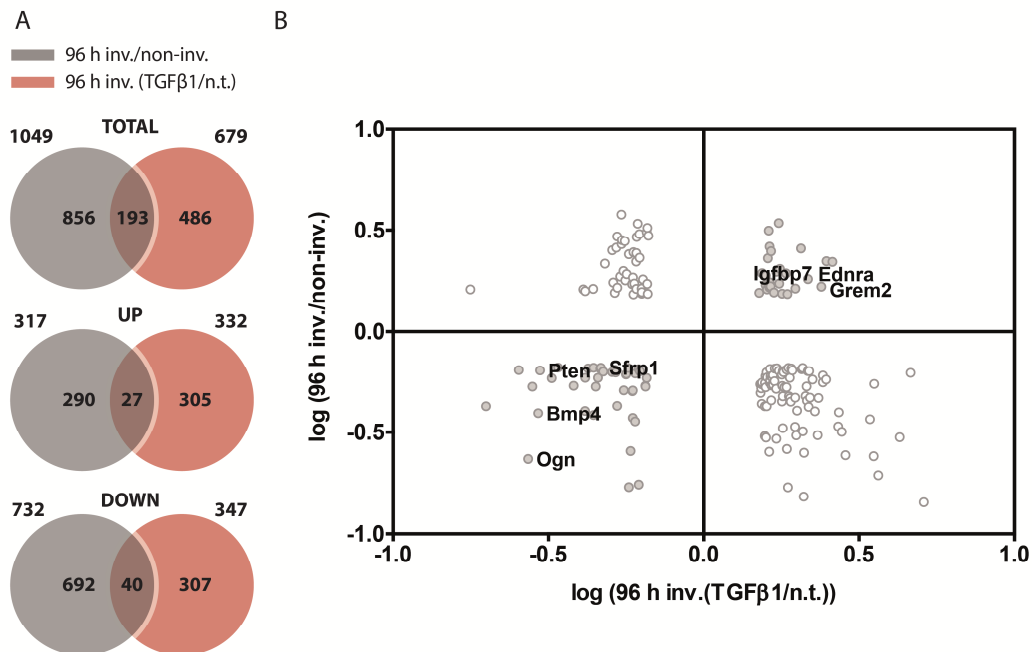 A
96 h inv./non-inv.
96 h inv. (TGFβ1/n.t.)
TOTAL
1049
679
856
193
486
UP
317
332
290
27
305
DOWN
732
347
692
40
307
B
log (96 h inv./non-inv.)
1.0
0.5
0.0
-0.5
-1.0
Igfbp7
Ednra
Grem2
Pten
Sfrp1
Bmp4
Ogn
-1.0
-0.5
0.0
0.5
1.0
log (96 h inv.(TGFβ1/n.t.))